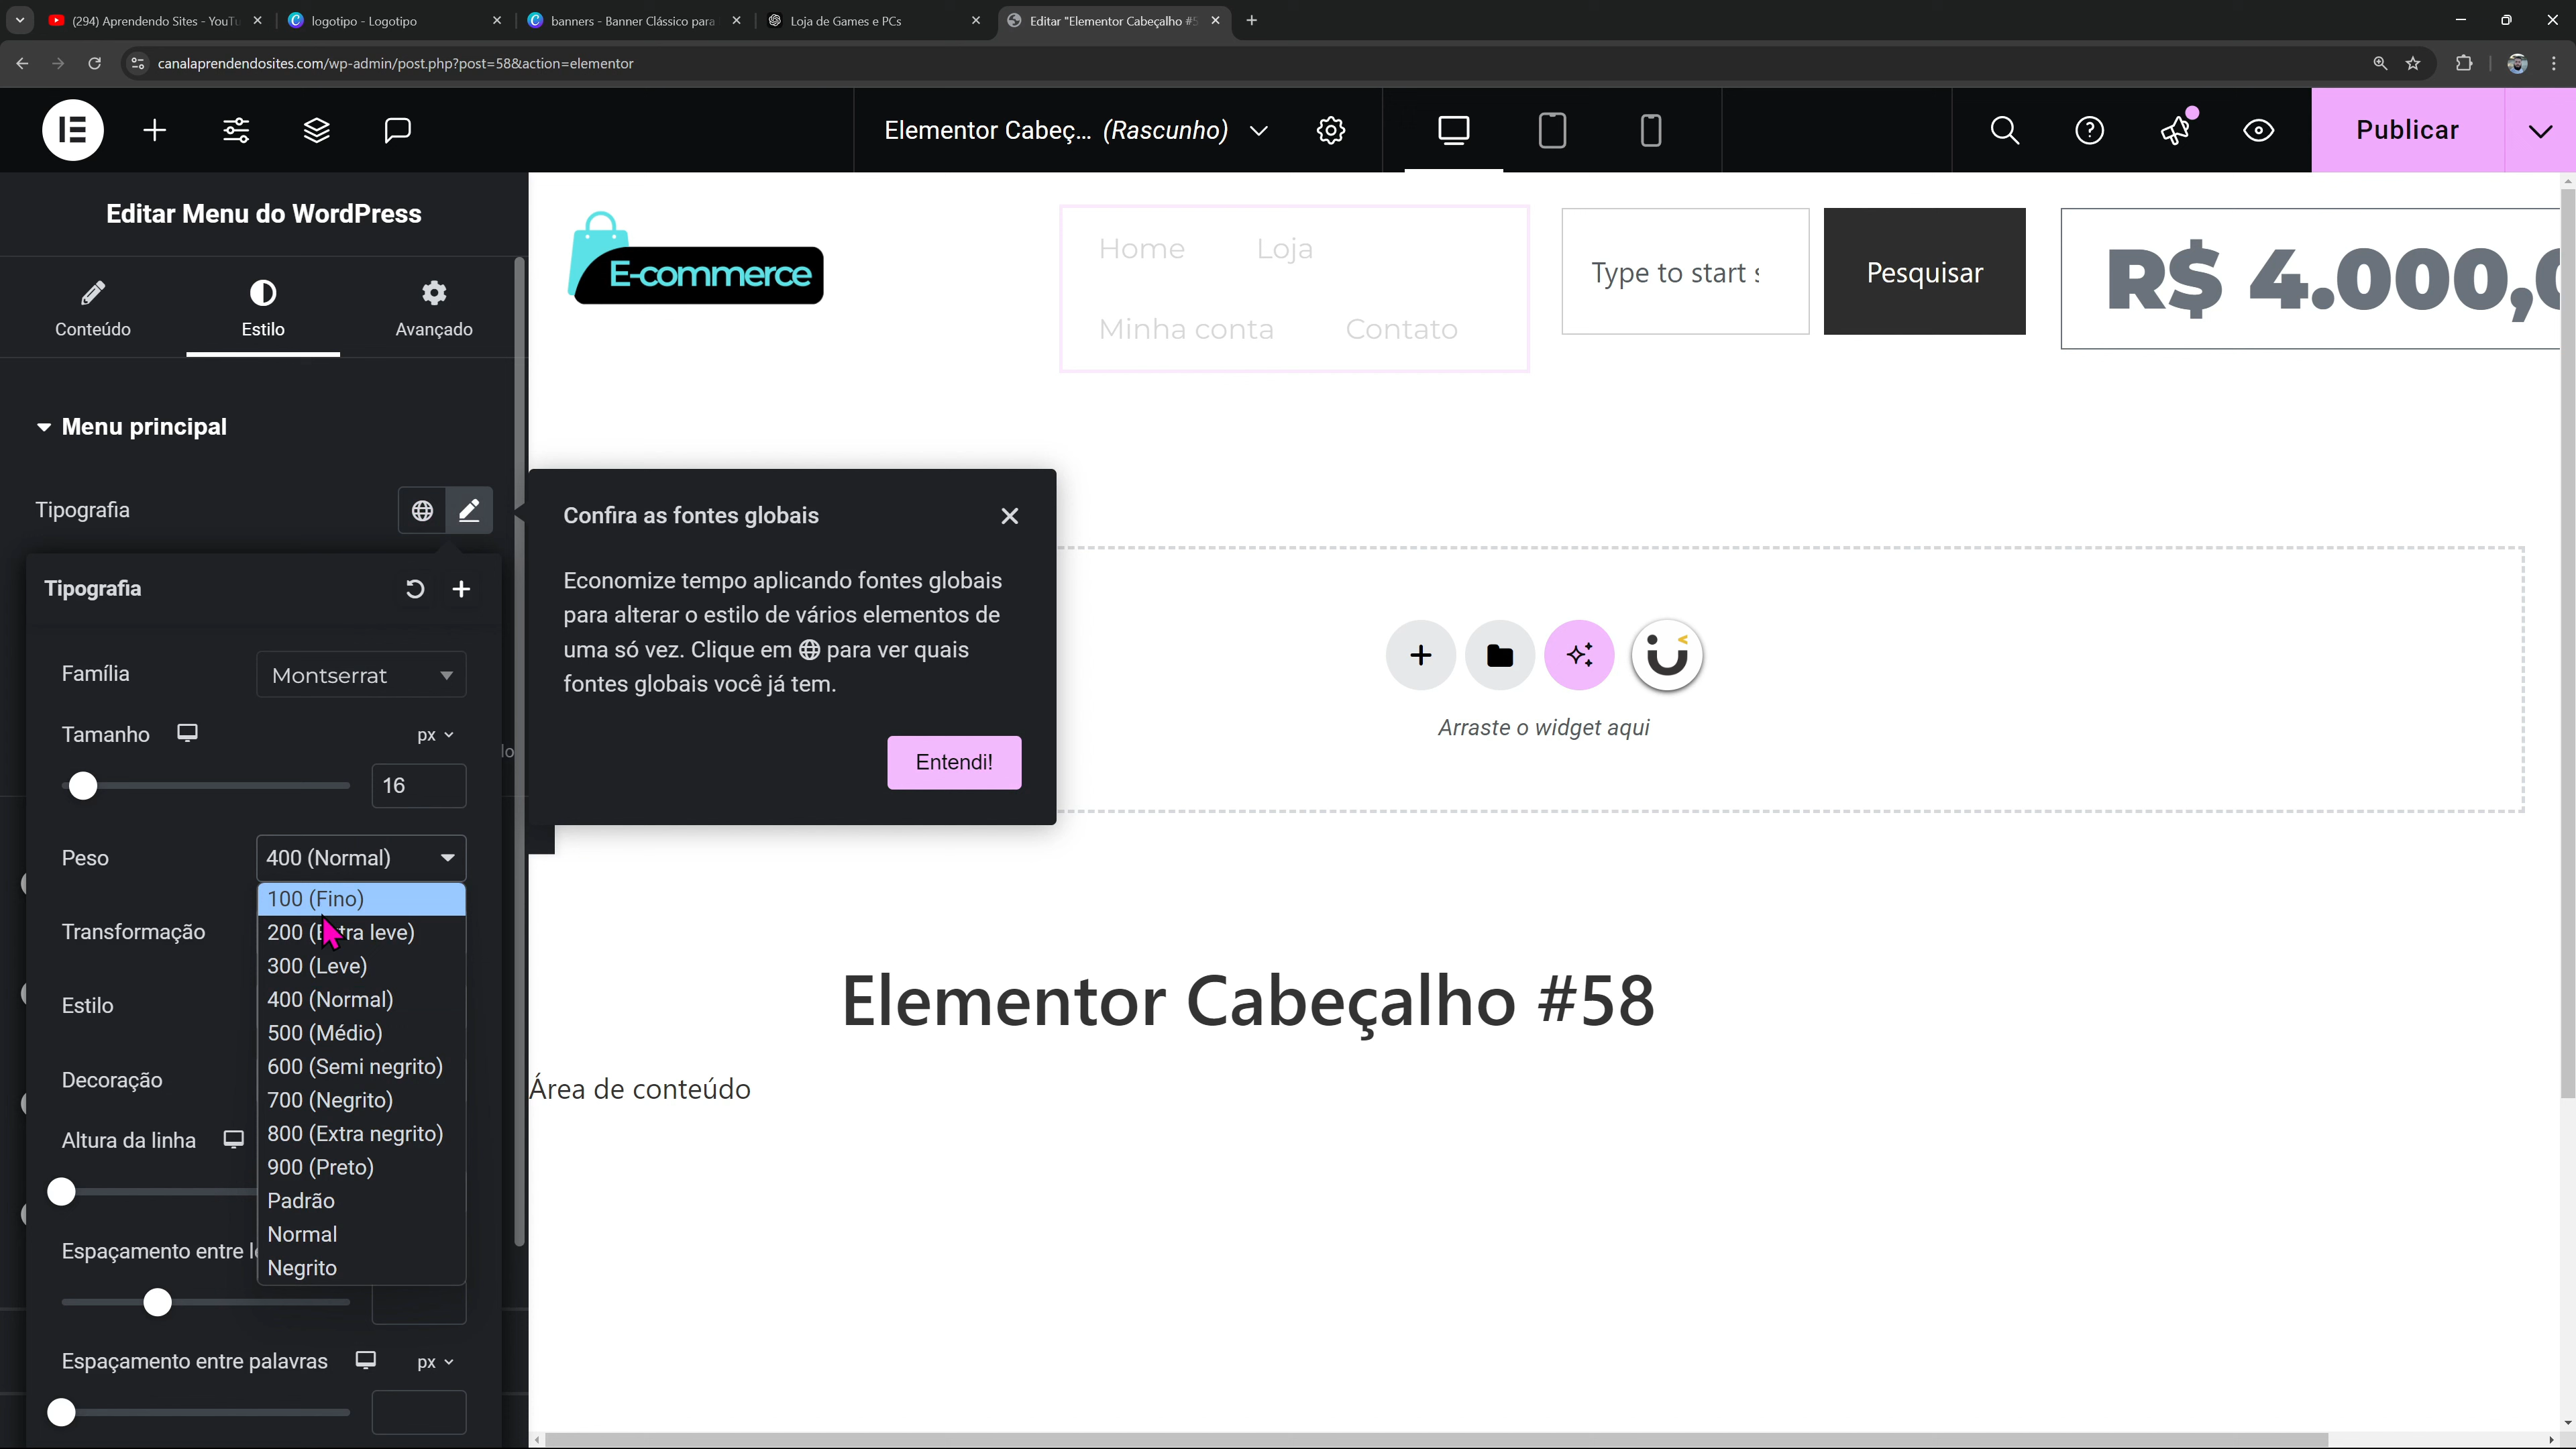 (294) Aprendendo Sites - YouTu
logotipo - Logotipo
banners - Banner Clássico para
Loja de Games e PCs
Editar "Elementor Cabeçalho #5
canalaprendendosites.com/wp-admin/post.php?post=58&action=elementor
Elementor Cabeç... (Rascunho)
Publicar
Editar Menu do WordPress
Conteúdo
Estilo
Avançado
Menu principal
Tipografia
Tipografia
Família
Montserrat
Tamanho
px
16
Peso
400 (Normal)
100 (Fino)
200 (Extra leve)
300 (Leve)
400 (Normal)
500 (Médio)
600 (Semi negrito)
700 (Negrito)
800 (Extra negrito)
900 (Preto)
Padrão
Normal
Negrito
Transformação
Estilo
Decoração
Altura da linha
Espaçamento entre le
Espaçamento entre palavras
px
lo
Confira as fontes globais
Economize tempo aplicando fontes globais
para alterar o estilo de vários elementos de
uma só vez. Clique em para ver quais
fontes globais você já tem.
Entendi!
E-commerce
Home
Loja
Minha conta
Contato
Type to start s
Pesquisar
R$ 4.000,0
Arraste o widget aqui
Elementor Cabeçalho #58
Área de conteúdo